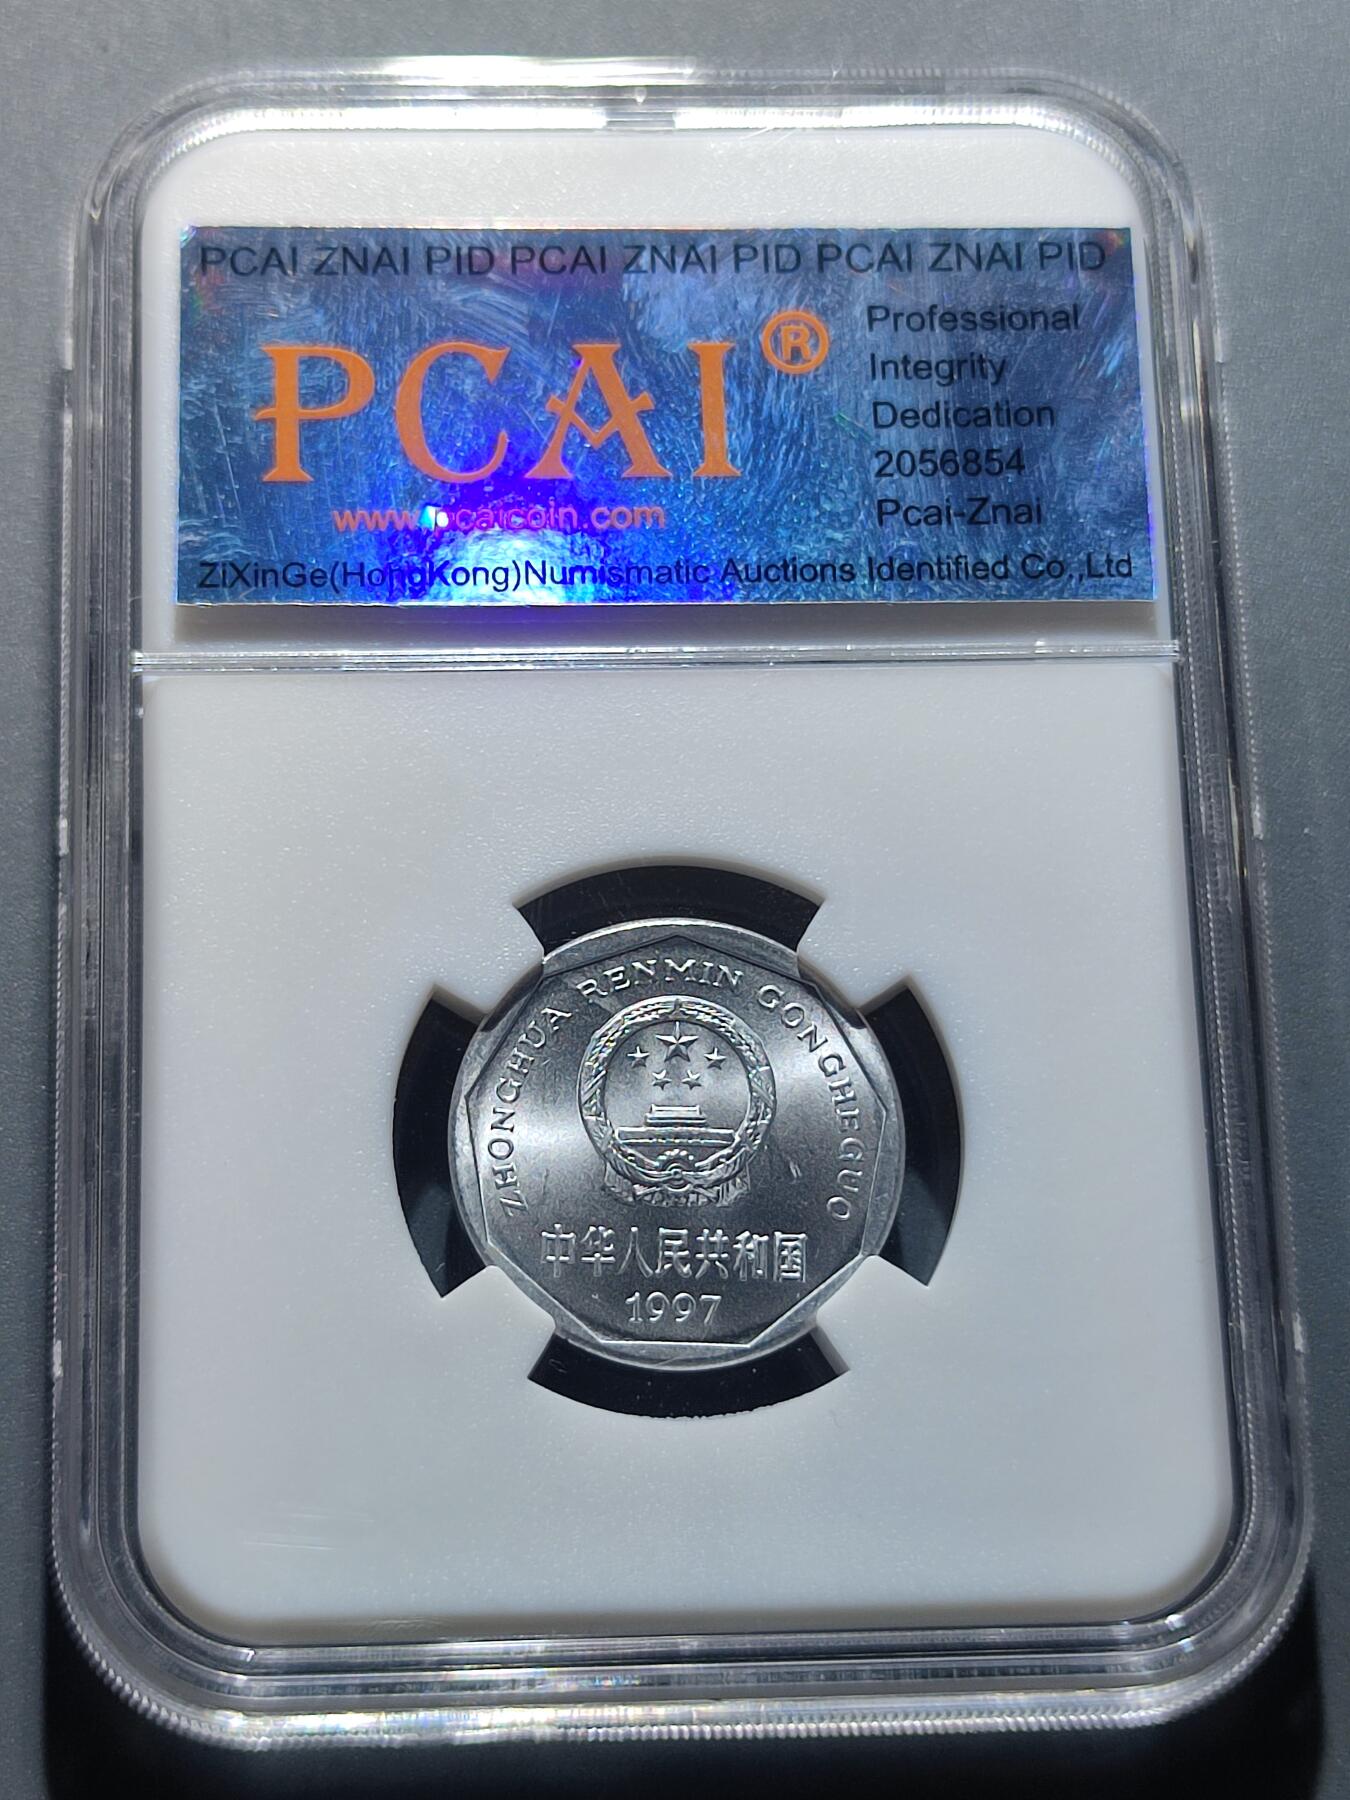 PCAI ZNAI PID PCAI ZNAI PID PCAI ZNAI PID
PCAI®
www.pcaicoin.com
Professional
Integrity
Dedication
2056854
Pcai-Znai
ZiXinGe(HongKong)Numismatic Auctions Identified Co.,Ltd
ZHONGHUA RENMIN GONGHEGUO
中华人民共和国
1997